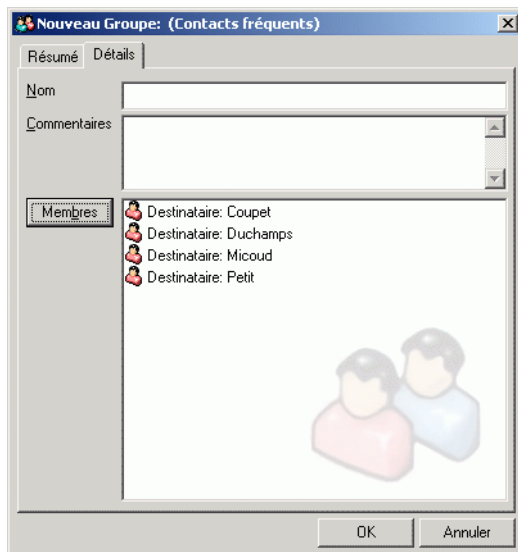 Nouveau Groupe: (Contacts fréquents)
Résumé Détails
Nom
Commentaires
Membres
Destinataire: Coupet
Destinataire: Duchamps
Destinataire: Micoud
Destinataire: Petit
OK Annuler